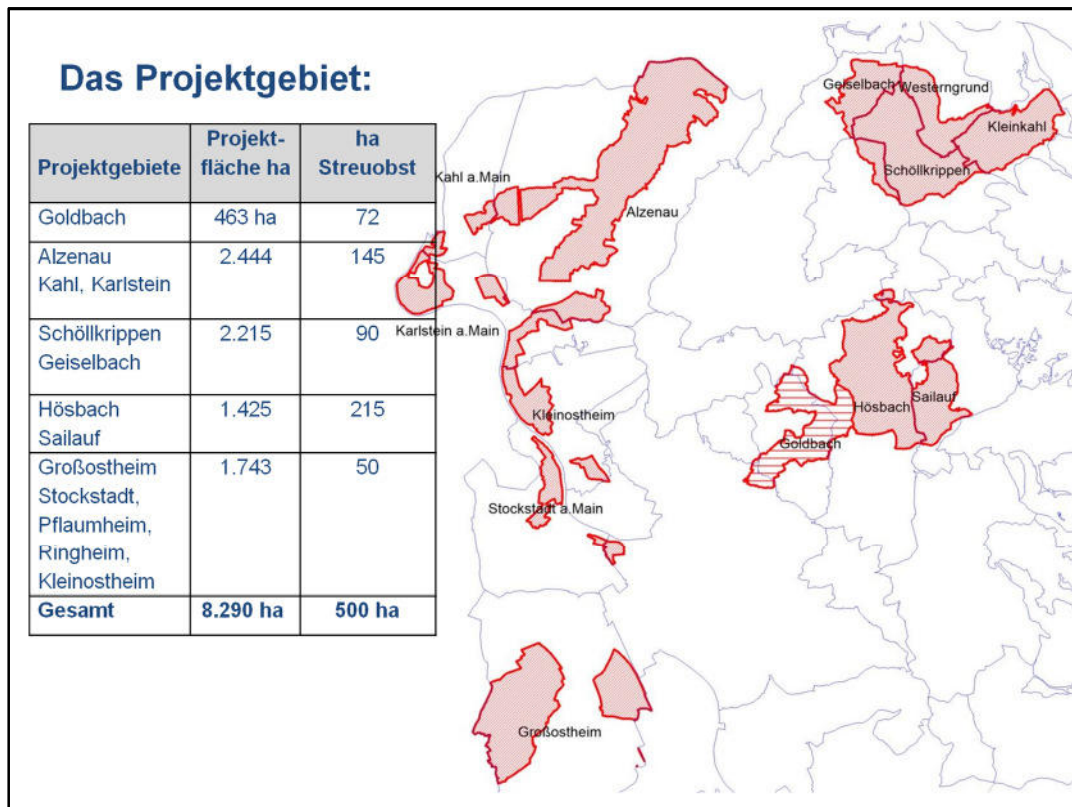 Das Projektgebiet:
Projektgebiete
Projekt-
fläche ha
ha
Streuobst
Goldbach
463 ha
72
Alzenau
Kahl, Karlstein
2.444
145
Schöllkrippen
Geiselbach
2.215
90
Hösbach
Sailauf
1.425
215
Großostheim
Stockstadt,
Pflaumheim,
Ringheim,
Kleinostheim
1.743
50
Gesamt
8.290 ha
500 ha
Geiselbach
Westerngrund
Kleinkahl
Schöllkrippen
Kahl a.Main
Alzenau
Karlstein a.Main
Kleinostheim
Hösbach
Sailauf
Goldbach
Stockstadt a.Main
Großostheim